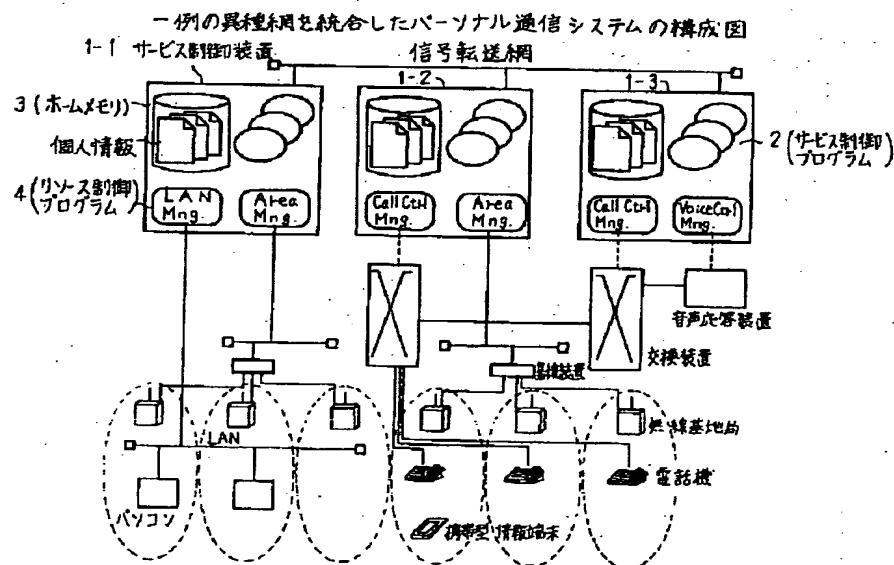 一例の異種網を統合したパーソナル通信システムの構成図
1-1 サービス制御装置
信号転送網
1-2
1-3
3(ホームメモリ)
個人情報
2(サービス制御プログラム)
4(リソース制御プログラム)
LAN Mng.
Area Mng.
Call Ctrl Mng.
Area Mng.
Call Ctrl Mng.
Voice Ctrl Mng.
音声応答装置
交換装置
集線装置
無線基地局
LAN
電話機
パソコン
携帯型情報端末